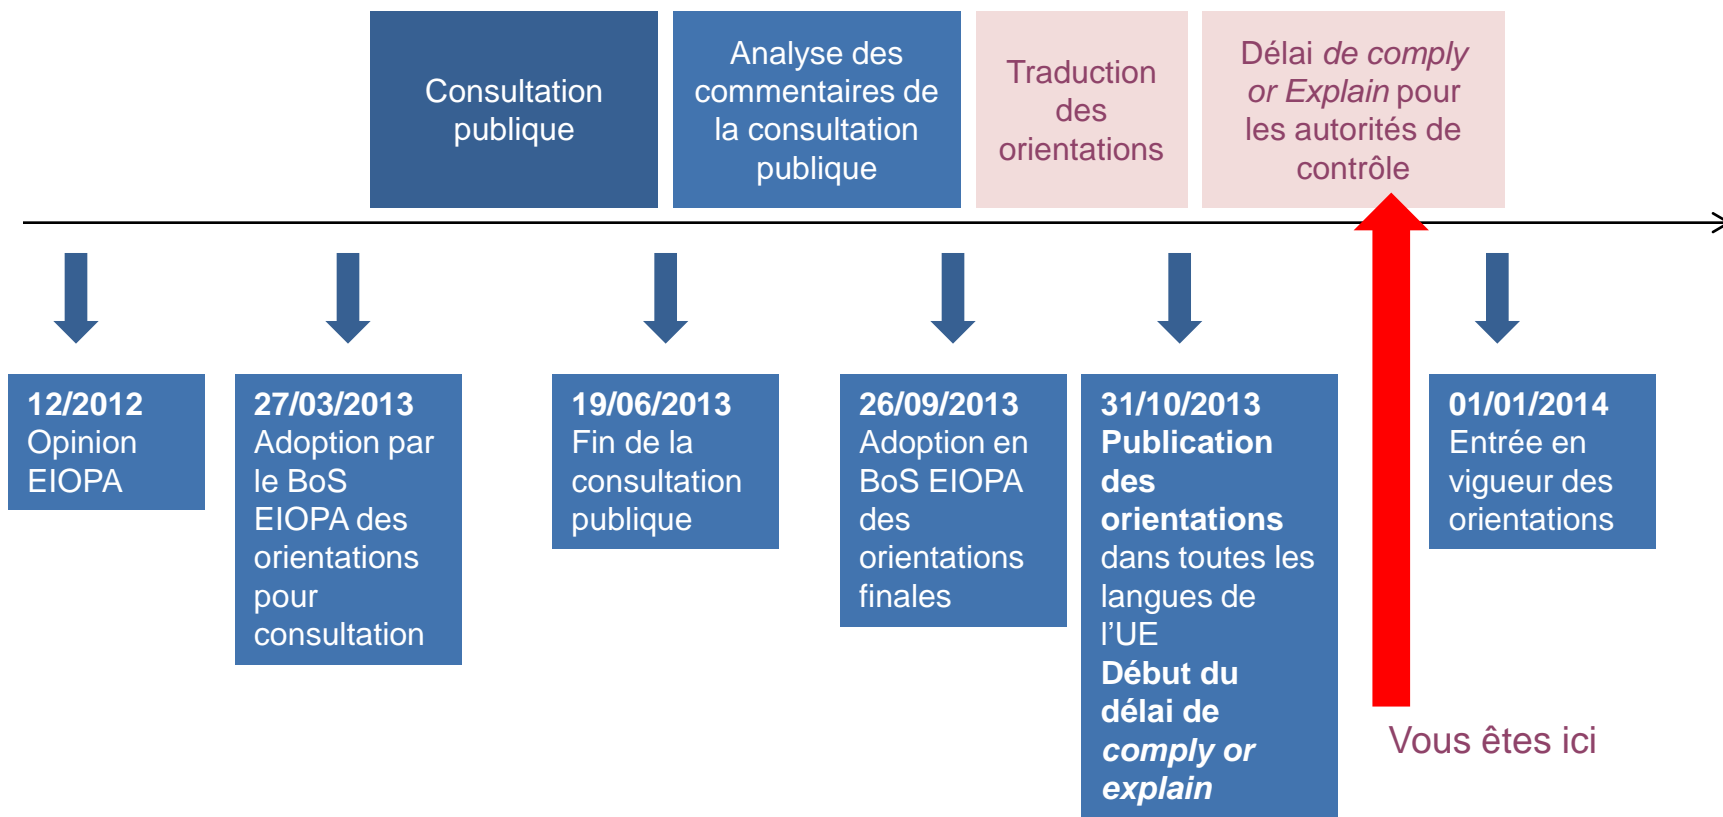 Consultation
publique
Analyse des
commentaires de
la consultation
publique
Traduction
des
orientations
Délai de comply
or Explain pour
les autorités de
contrôle
12/2012
Opinion
EIOPA
27/03/2013
Adoption par
le BoS
EIOPA des
orientations
pour
consultation
19/06/2013
Fin de la
consultation
publique
26/09/2013
Adoption en
BoS EIOPA
des
orientations
finales
31/10/2013
Publication
des
orientations
dans toutes les
langues de
l’UE
Début du
délai de
comply or
explain
01/01/2014
Entrée en
vigueur des
orientations
Vous êtes ici